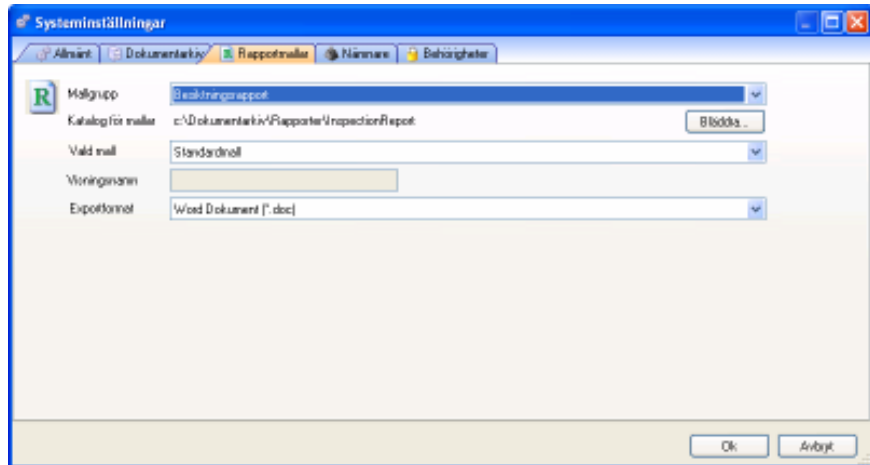 Systeminställningar
Allmänt Dokumentarkiv Rapportmallar Nämnare Behörigheter
Mallgrupp Besiktningsrapport
Katalog för mallar c:\Dokumentarkiv\Rapporter\InspectionReport Bläddra...
Vald mall Standardmall
Visningsnamn
Exportformat Word Dokument (*.doc)
Ok Avbryt